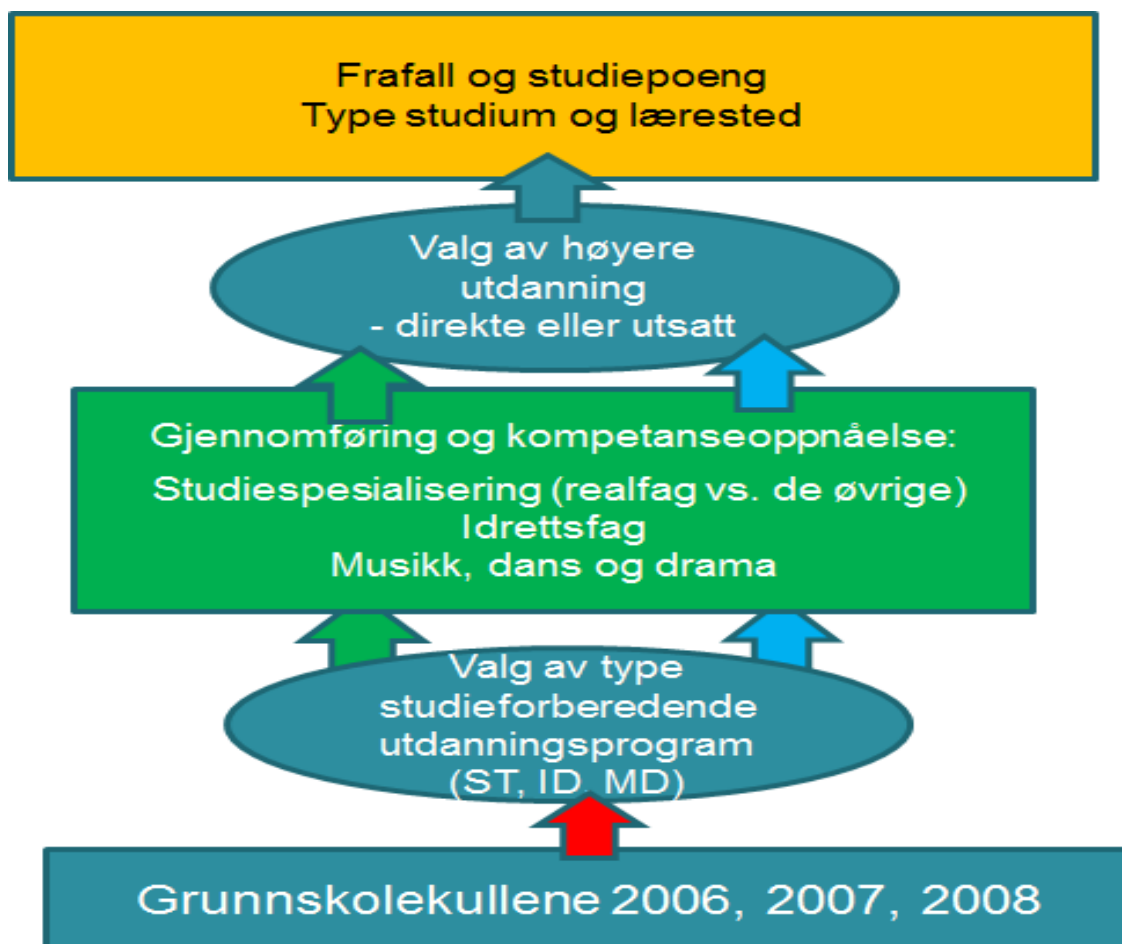 Frafall og studiepoeng
Type studium og lærested
Valg av høyere
utdanning
- direkte eller utsatt
Gjennomføring og kompetanseoppnåelse:
Studiespesialisering (realfag vs. de øvrige)
Idrettsfag
Musikk, dans og drama
Valg av type
studieforberedende
utdanningsprogram
(ST, ID, MD)
Grunnskolekullene 2006, 2007, 2008